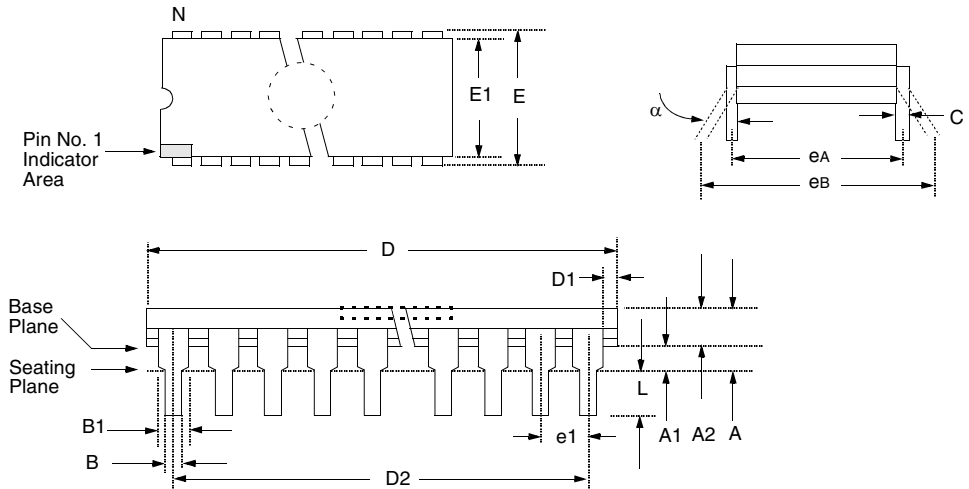 N
E1
E
Pin No. 1
Indicator
Area
α
C
eA
eB
D
D1
Base
Plane
Seating
Plane
L
B1
e1
A1
A2
A
B
D2